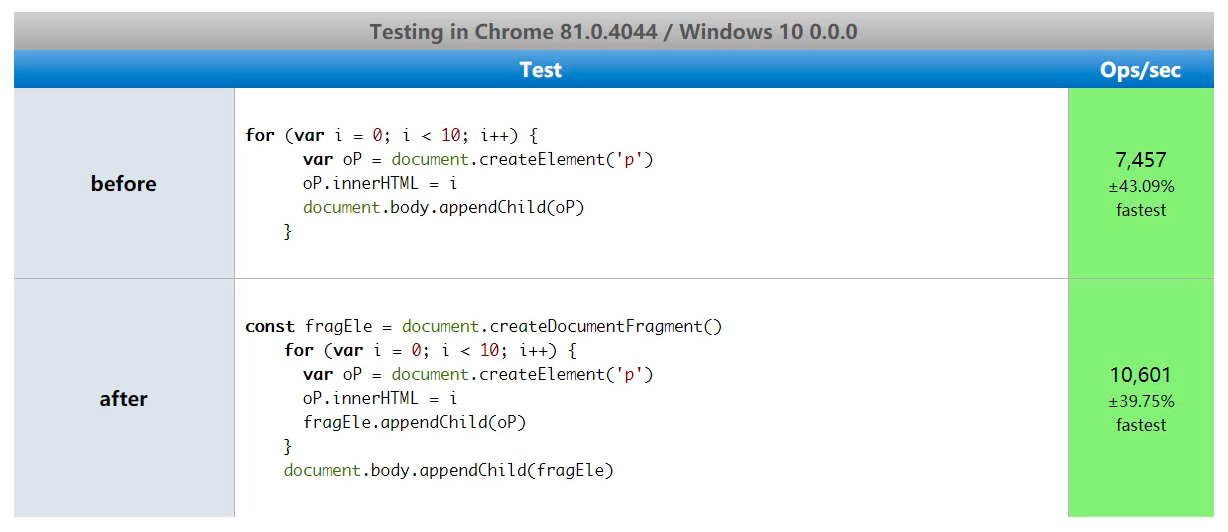 Testing in Chrome 81.0.4044 / Windows 10 0.0.0
Test Ops/sec
before
for (var i = 0; i < 10; i++) {
var oP = document.createElement('p')
oP.innerHTML = i
document.body.appendChild(oP)
}
7,457
±43.09%
fastest
after
const fragEle = document.createDocumentFragment()
for (var i = 0; i < 10; i++) {
var oP = document.createElement('p')
oP.innerHTML = i
fragEle.appendChild(oP)
}
document.body.appendChild(fragEle)
10,601
±39.75%
fastest